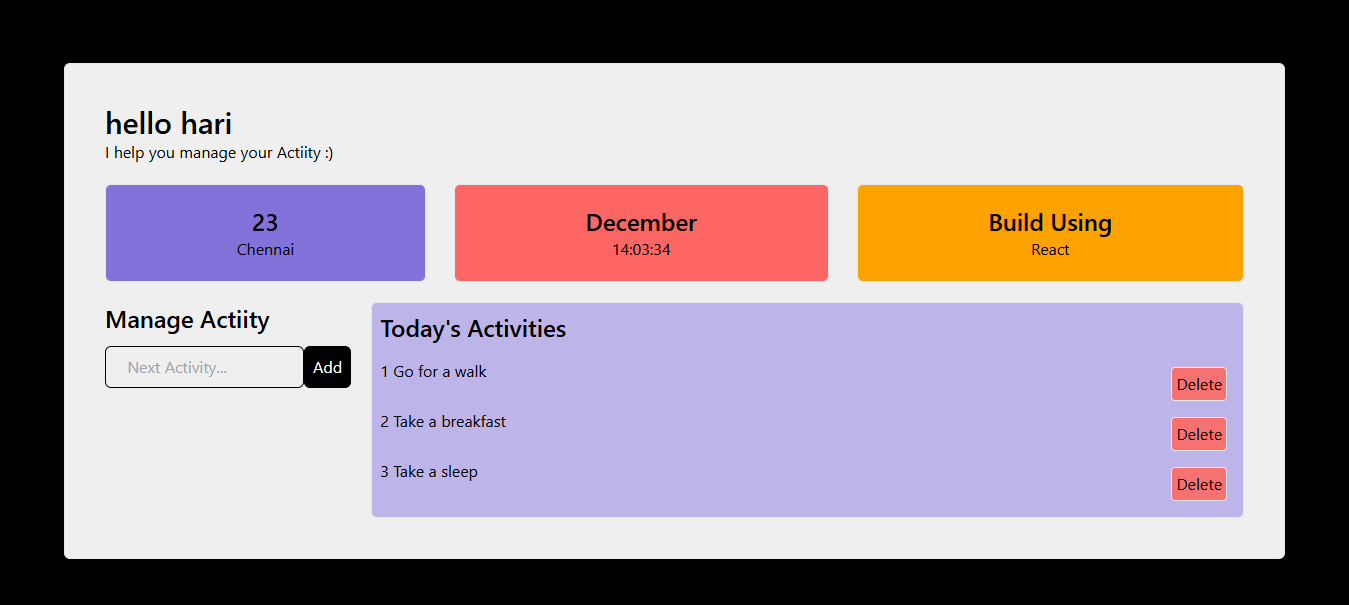 hello hari
I help you manage your Actiity :)
23
Chennai
December
14:03:34
Build Using
React
Manage Actiity
Next Activity...
Add
Today's Activities
1 Go for a walk
Delete
2 Take a breakfast
Delete
3 Take a sleep
Delete